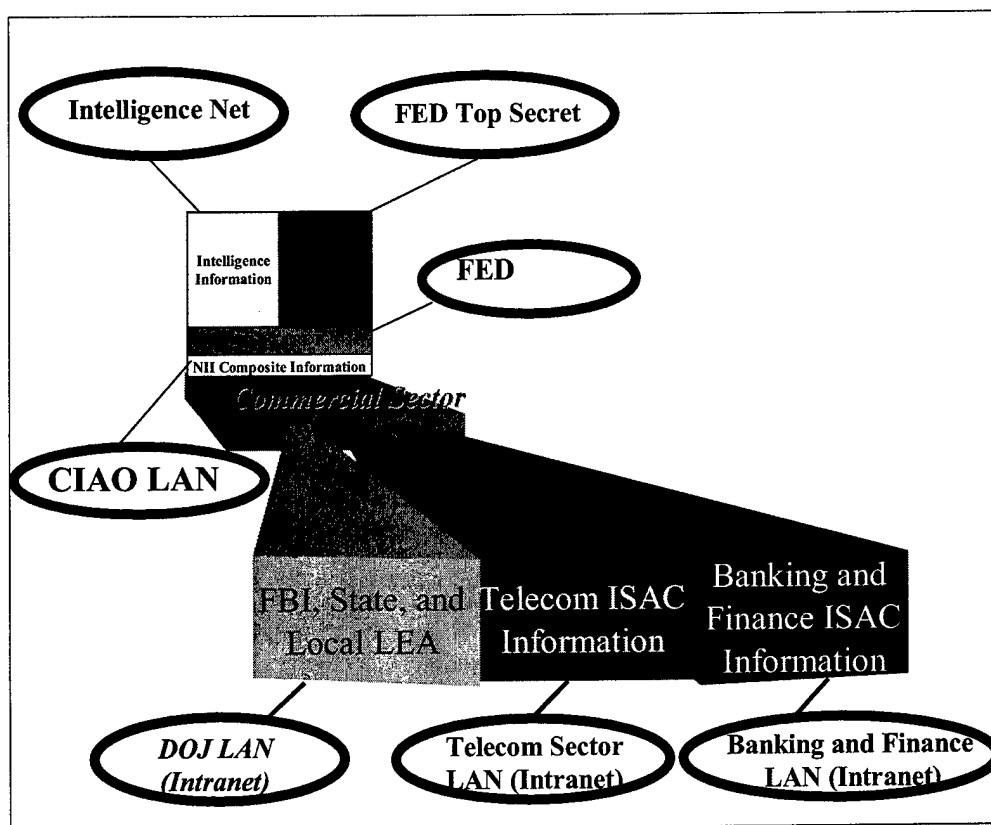 Intelligence Net
FED Top Secret
Intelligence
Information
FED
NII Composite Information
Commercial Sector
CIAO LAN
FBI, State, and
Local LEA
Telecom ISAC
Information
Banking and
Finance ISAC
Information
DOJ LAN
(Intranet)
Telecom Sector
LAN (Intranet)
Banking and Finance
LAN (Intranet)